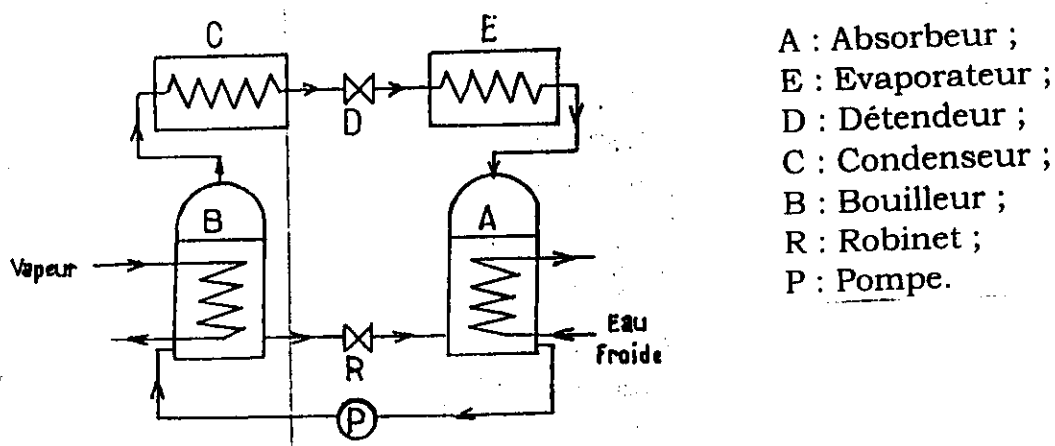 C
E
D
B
A
Vapeur
Eau
froide
R
P
A : Absorbeur ;
E : Evaporateur ;
D : Détendeur ;
C : Condenseur ;
B : Bouilleur ;
R : Robinet ;
P : Pompe.